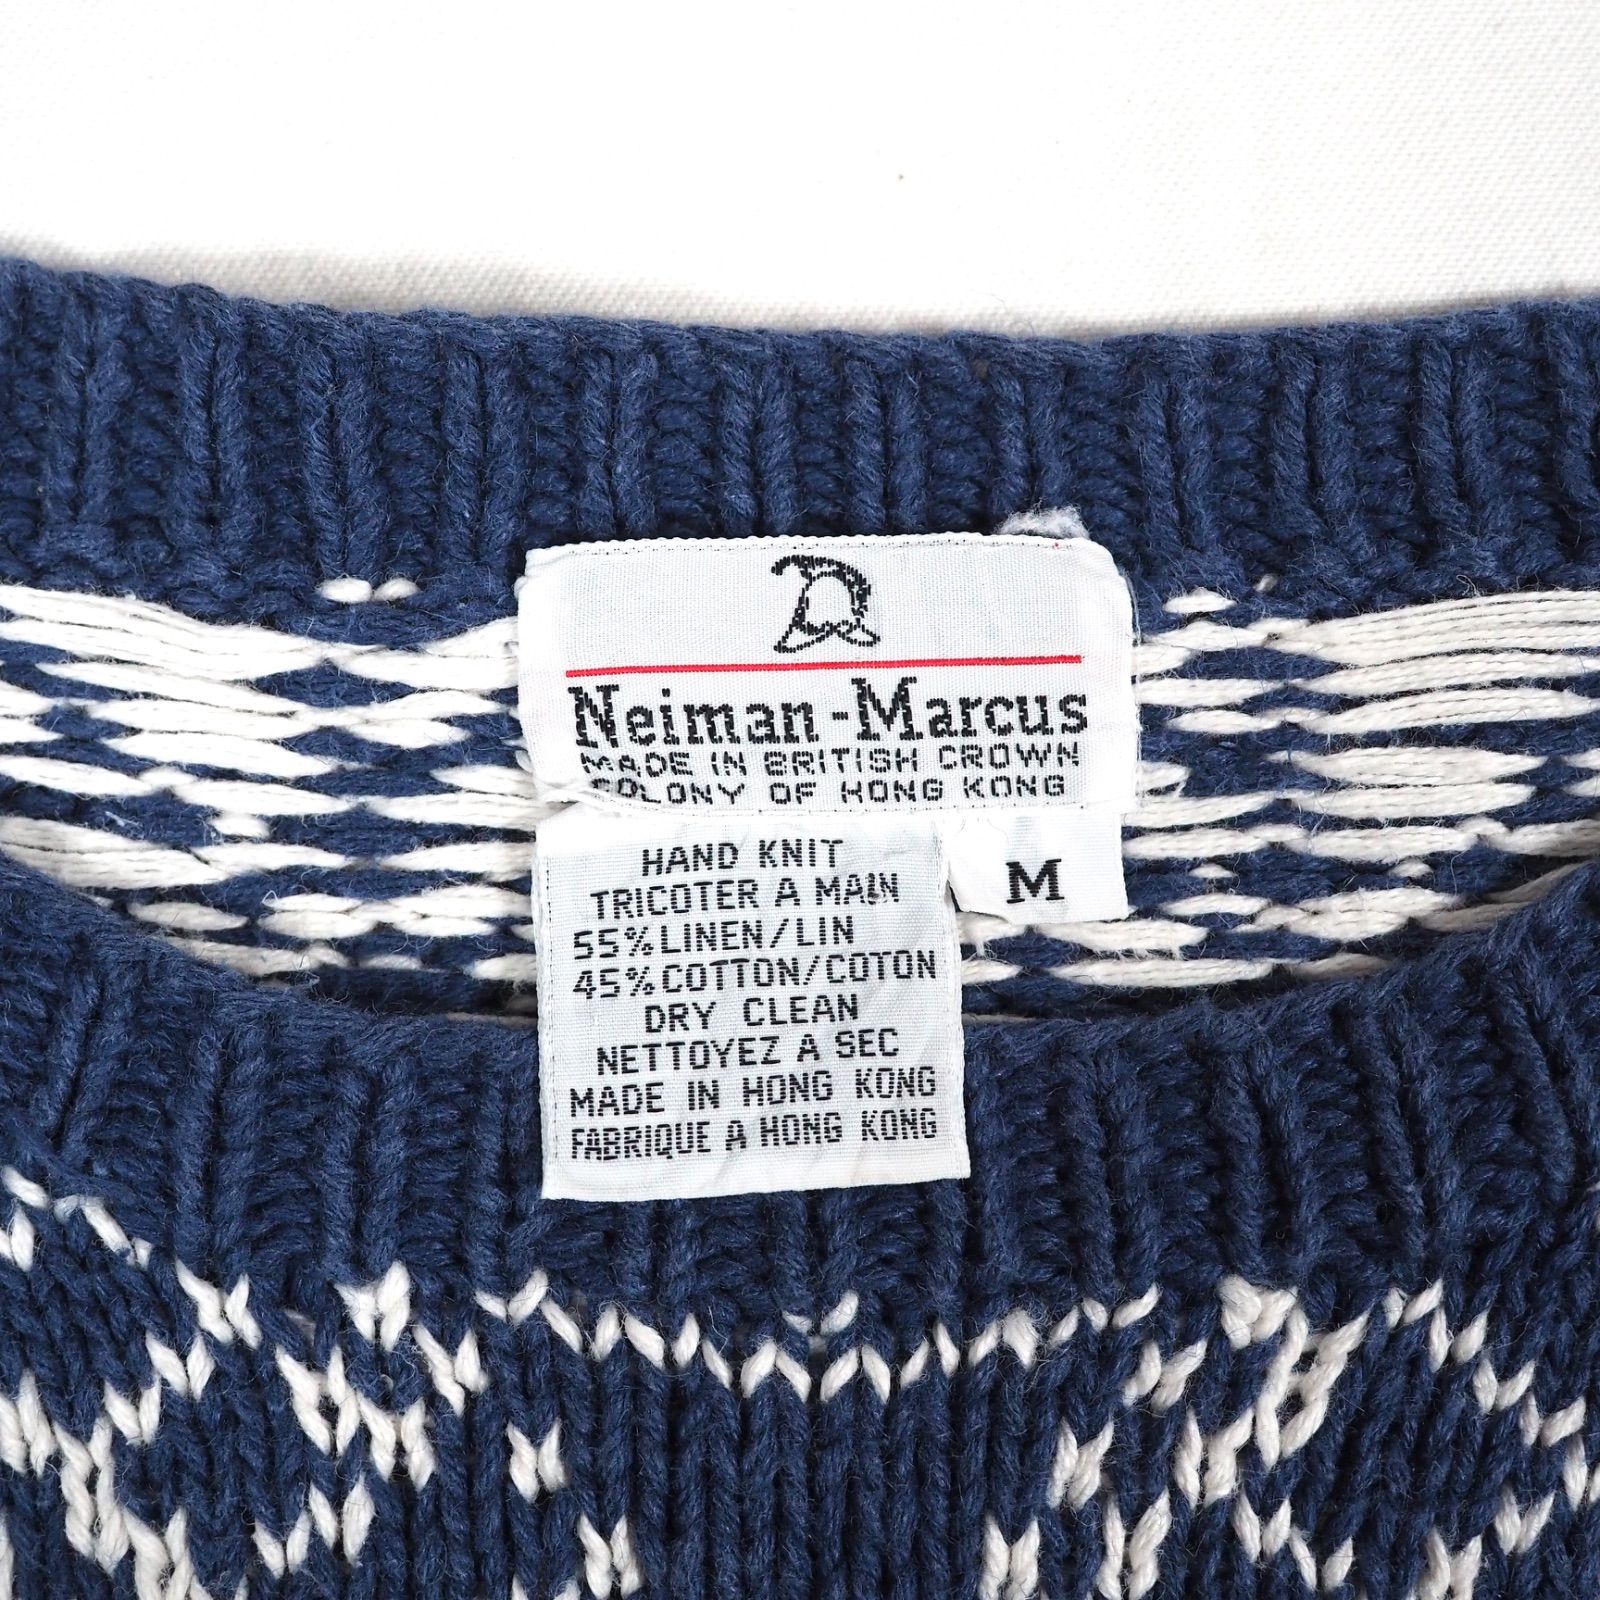 Neiman-Marcus
MADE IN BRITISH CROWN
COLONY OF HONG KONG
HAND KNIT
TRICOTER A MAIN
55% LINEN/LIN
45% COTTON/COTON
DRY CLEAN
NETTOYEZ A SEC
MADE IN HONG KONG
FABRIQUE A HONG KONG
M